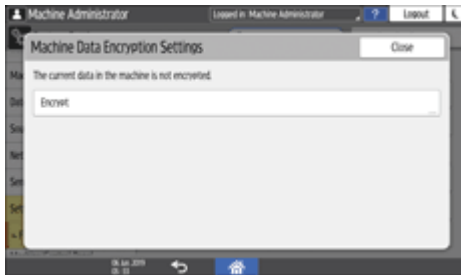 Machine Administrator
Logged in Machine Administrator
?
Logout
Machine Data Encryption Settings
Close
The current data in the machine is not encrypted.
Encrypt